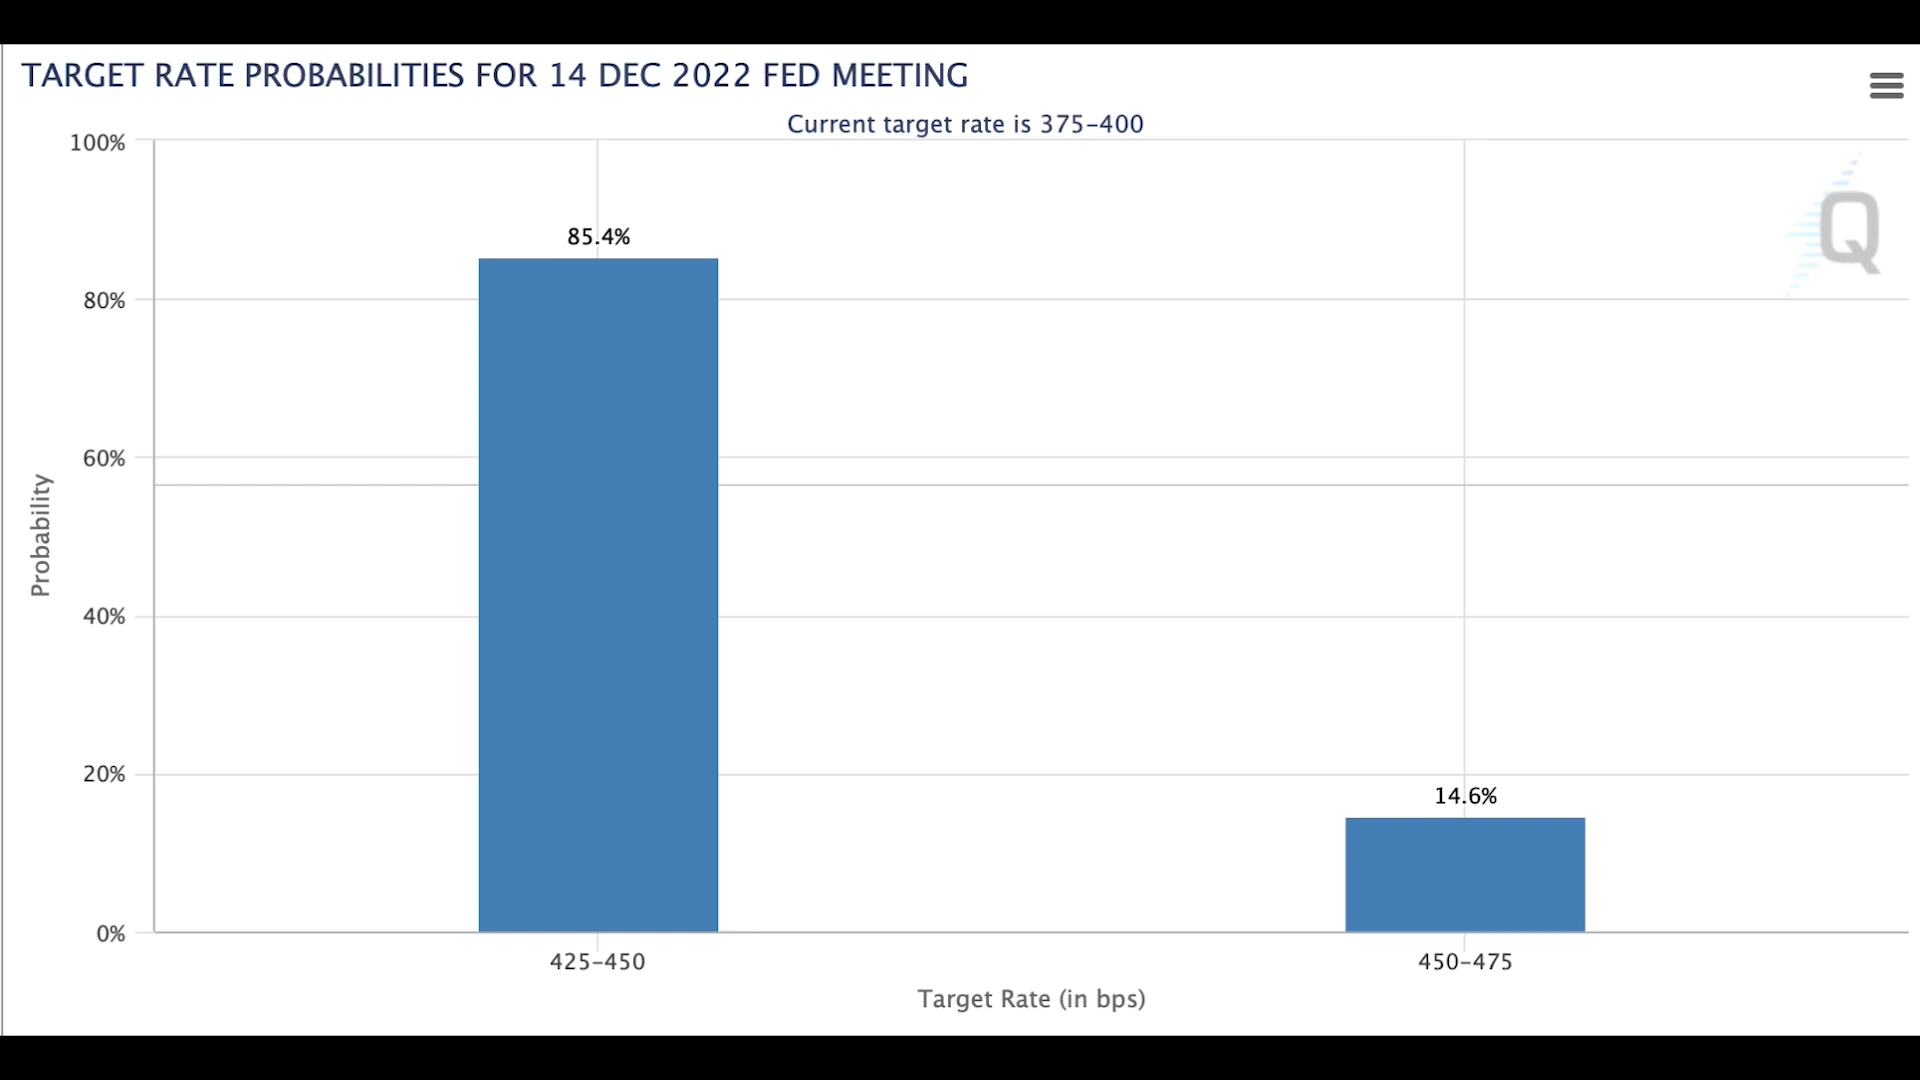 TARGET RATE PROBABILITIES FOR 14 DEC 2022 FED MEETING
Current target rate is 375–400
100%
80%
60%
40%
20%
0%
Probability
85.4%
14.6%
425–450
450–475
Target Rate (in bps)
Q